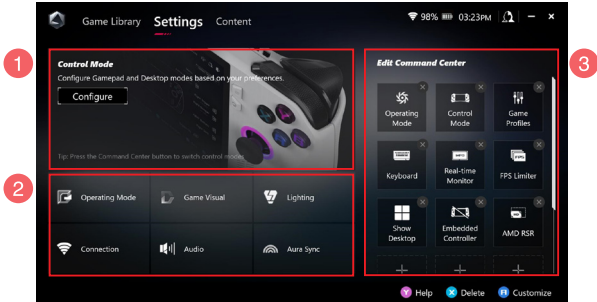 Game Library Settings Content
98% 03:23PM
1
Control Mode
Configure Gamepad and Desktop modes based on your preferences.
Configure
Tip: Press the Command Center button to switch control modes
2
Operating Mode
Game Visual
Lighting
Connection
Audio
Aura Sync
3
Edit Command Center
Operating
Mode
Control
Mode
Game
Profiles
Keyboard
Real-time
Monitor
FPS Limiter
Show
Desktop
Embedded
Controller
AMD RSR
Y Help
X Delete
Customize